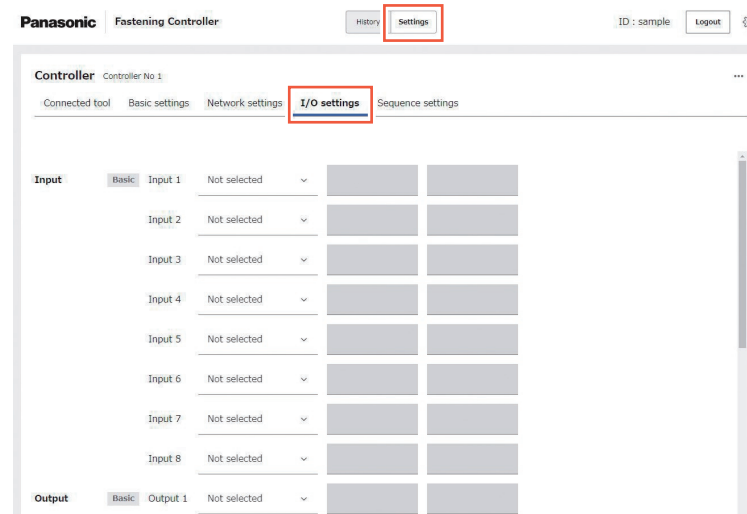 Panasonic Fastening Controller History Settings ID : sample Logout
Controller Controller No 1 ...
Connected tool Basic settings Network settings I/O settings Sequence settings
Input Basic Input 1 Not selected
Input 2 Not selected
Input 3 Not selected
Input 4 Not selected
Input 5 Not selected
Input 6 Not selected
Input 7 Not selected
Input 8 Not selected
Output Basic Output 1 Not selected